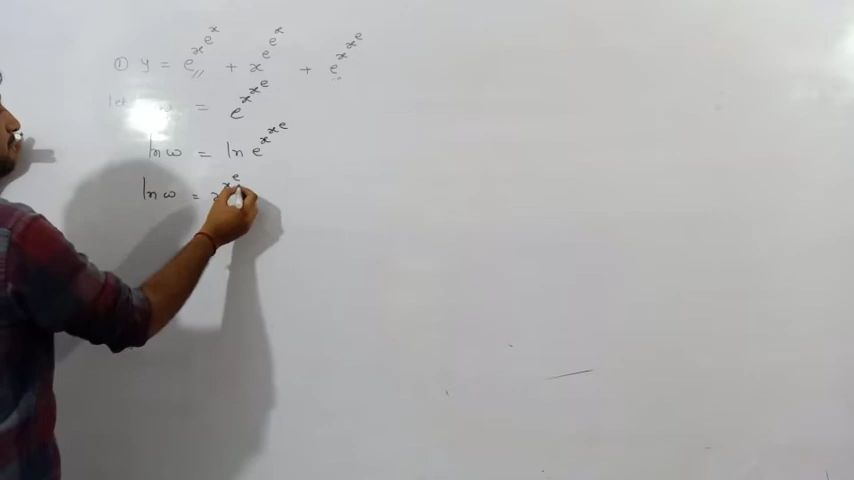 ① y = e^{x^{e^{x}}} + x^{e^{e^{x}}} + e^{x^{x^{e}}}
let w = e^{x^{x^{e}}}
ln w = ln e^{x^{x^{e}}}
ln w = x^{x^{e}}